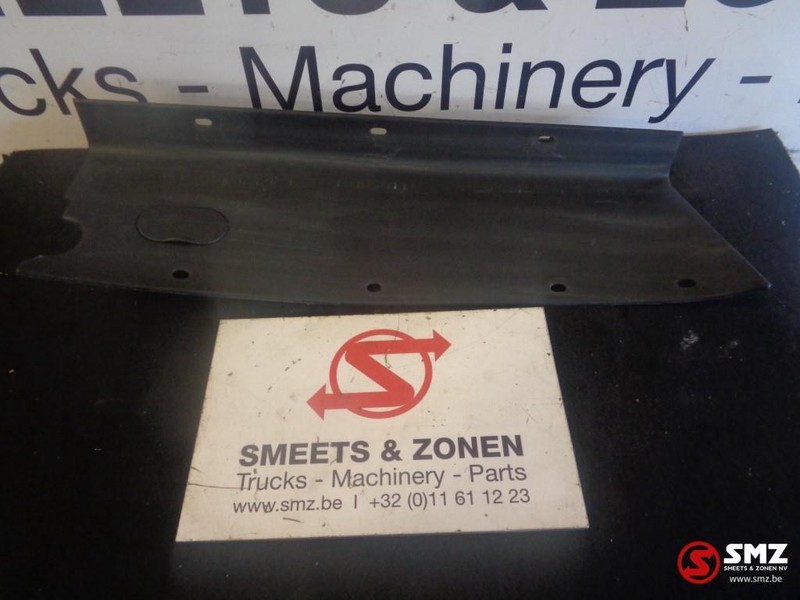 cks - Machinery -
SMEETS & ZONEN
Trucks - Machinery - Parts
www.smz.be | +32 (0)11 61 12 23
SMZ
SMEETS & ZONEN NV
www.smz.be